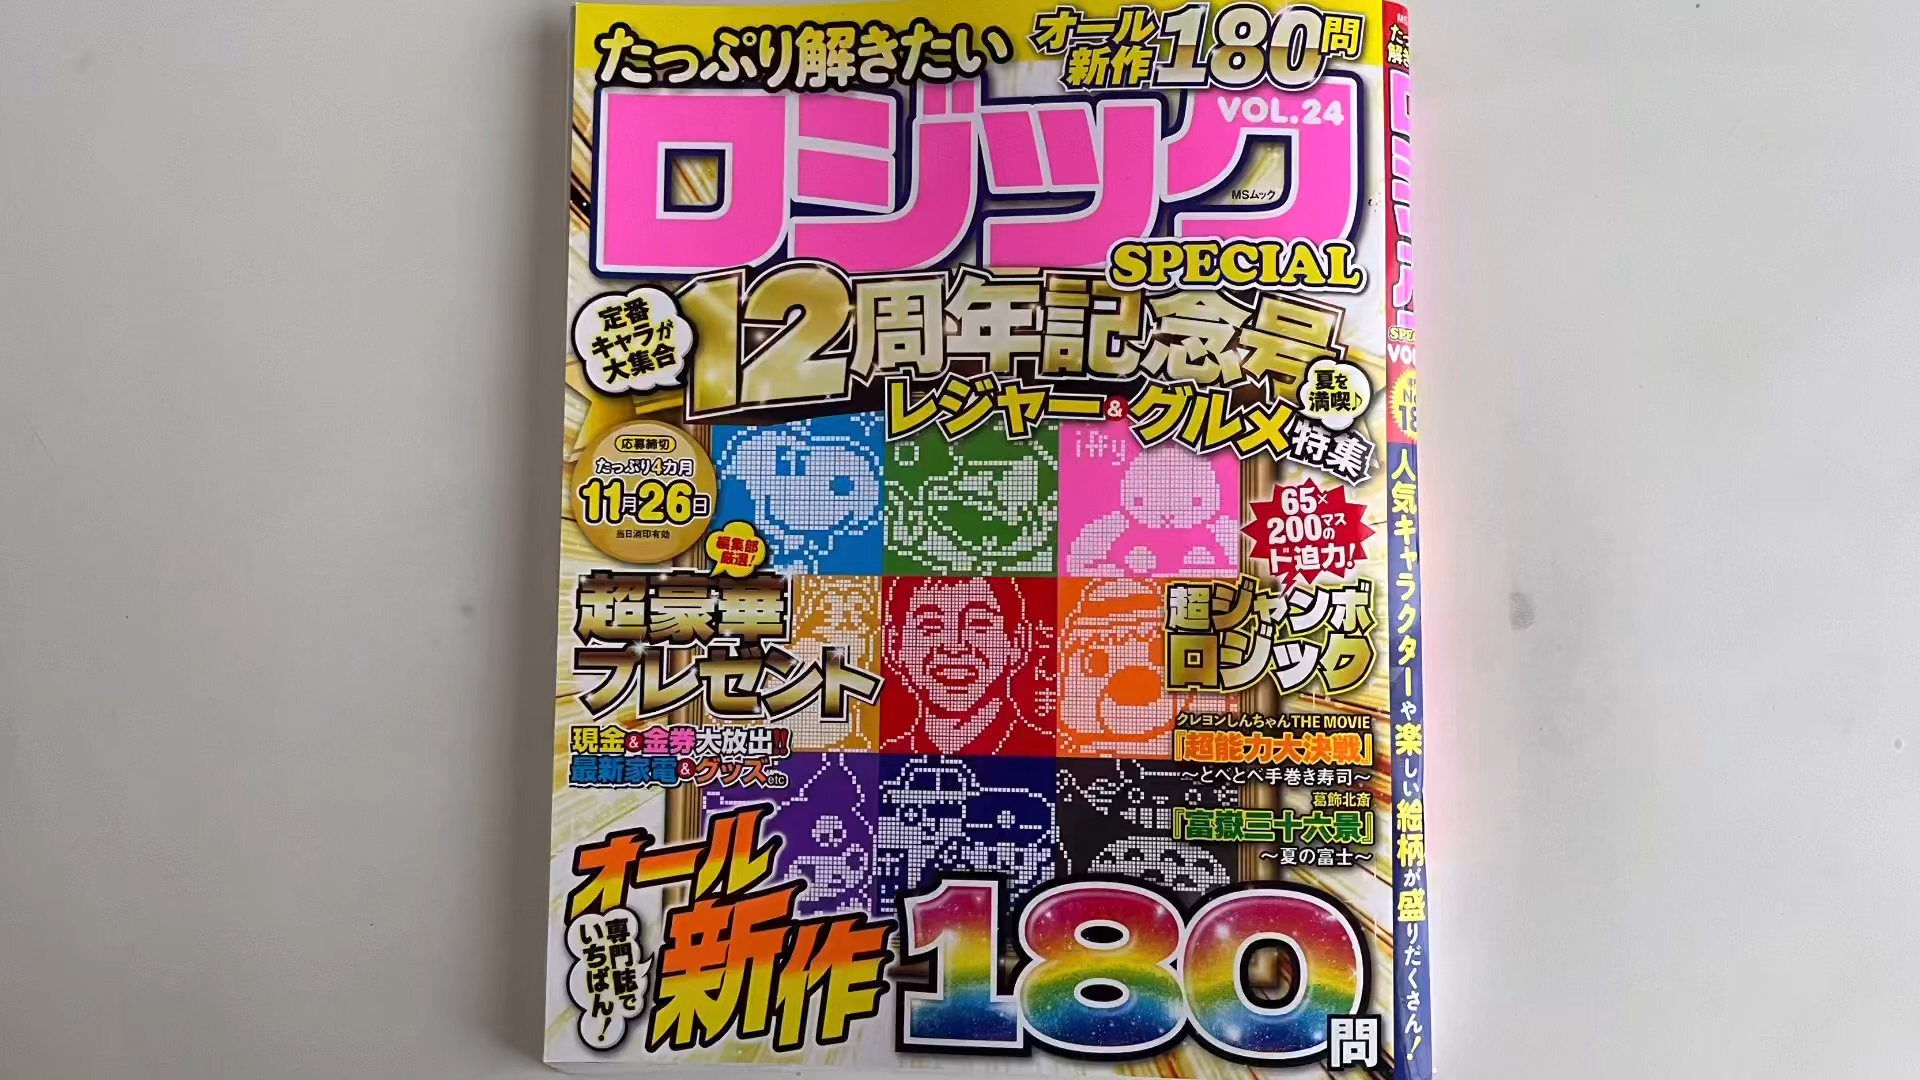 たっぷり解きたい
オール
新作
180問
ロジック
VOL.24
MSムック
SPECIAL
定番
キャラが
大集合
12周年記念号
レジャー&グルメ特集
夏を
満喫♪
応募締切
たっぷり4カ月
11月26日
当日消印有効
iffy
65×
200マス
の
ド迫力!
編集部
厳選!
超豪華
プレゼント
超ジャンボ
ロジック
現金&金券大放出!!
最新家電&グッズetc
クレヨンしんちゃんTHE MOVIE
『超能力大決戦』
〜とべとべ手巻き寿司〜
葛飾北斎
『富嶽三十六景』
〜夏の富士〜
オール
新作
専門誌で
いちばん!
180問
人気キャラクターや楽しい絵柄が盛りだくさん!